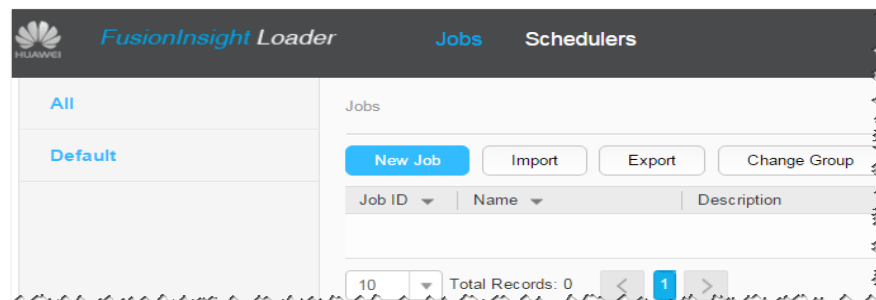 HUAWEI
FusionInsight Loader
Jobs
Schedulers
All
Default
Jobs
New Job
Import
Export
Change Group
Job ID
Name
Description
10
Total Records: 0
<
1
>